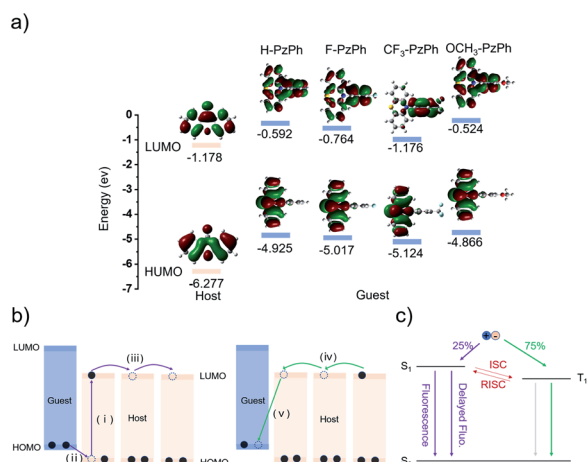 a)
H-PzPh F-PzPh CF₃-PzPh OCH₃-PzPh
Energy (ev)
0
-1
-2
-3
-4
-5
-6
-7
LUMO
-1.178
-0.592
-0.764
-1.176
-0.524
HUMO
-6.277
-4.925
-5.017
-5.124
-4.866
Host
Guest
b)
LUMO
Guest
HOMO
(i)
(ii)
(iii)
Host
LUMO
Guest
HOMO
(iv)
(v)
Host
c)
25%
75%
+ -
S₁
ISC
RISC
T₁
Fluorescence
Delayed Fluo.